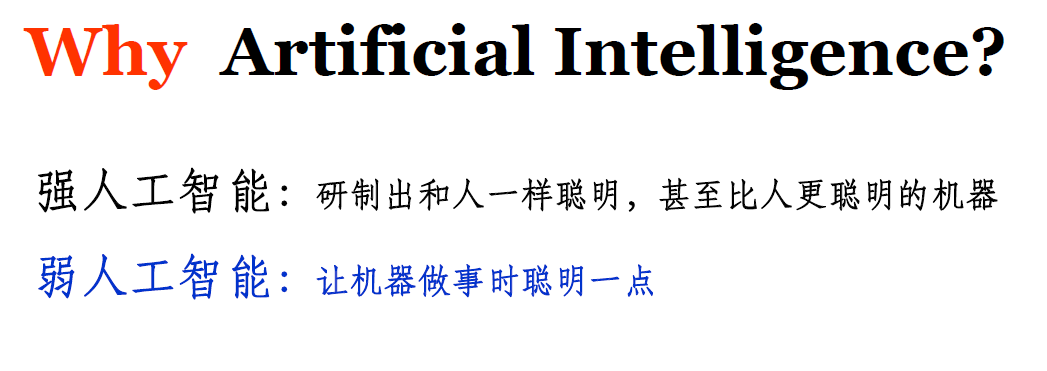 Why Artificial Intelligence?
强人工智能：研制出和人一样聪明，甚至比人更聪明的机器
弱人工智能：让机器做事时聪明一点